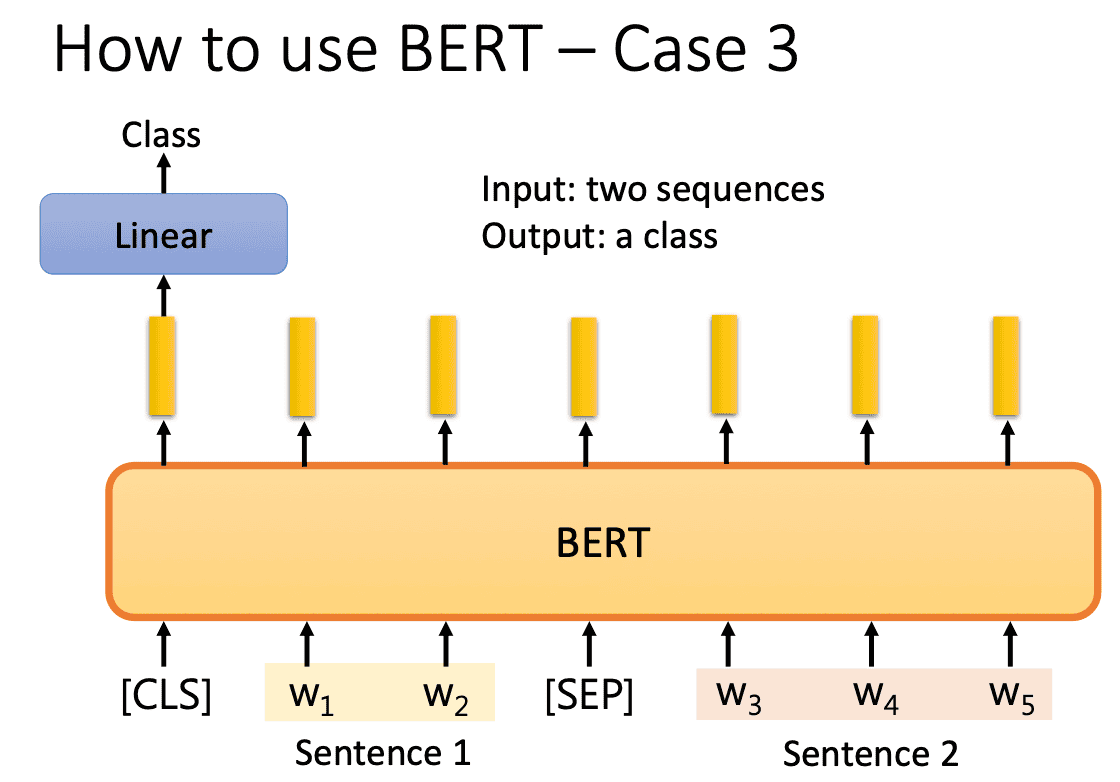 How to use BERT – Case 3
Class
Input: two sequences
Linear
Output: a class
BERT
[CLS] w₁ w₂ [SEP] w₃ w₄ w₅
Sentence 1 Sentence 2